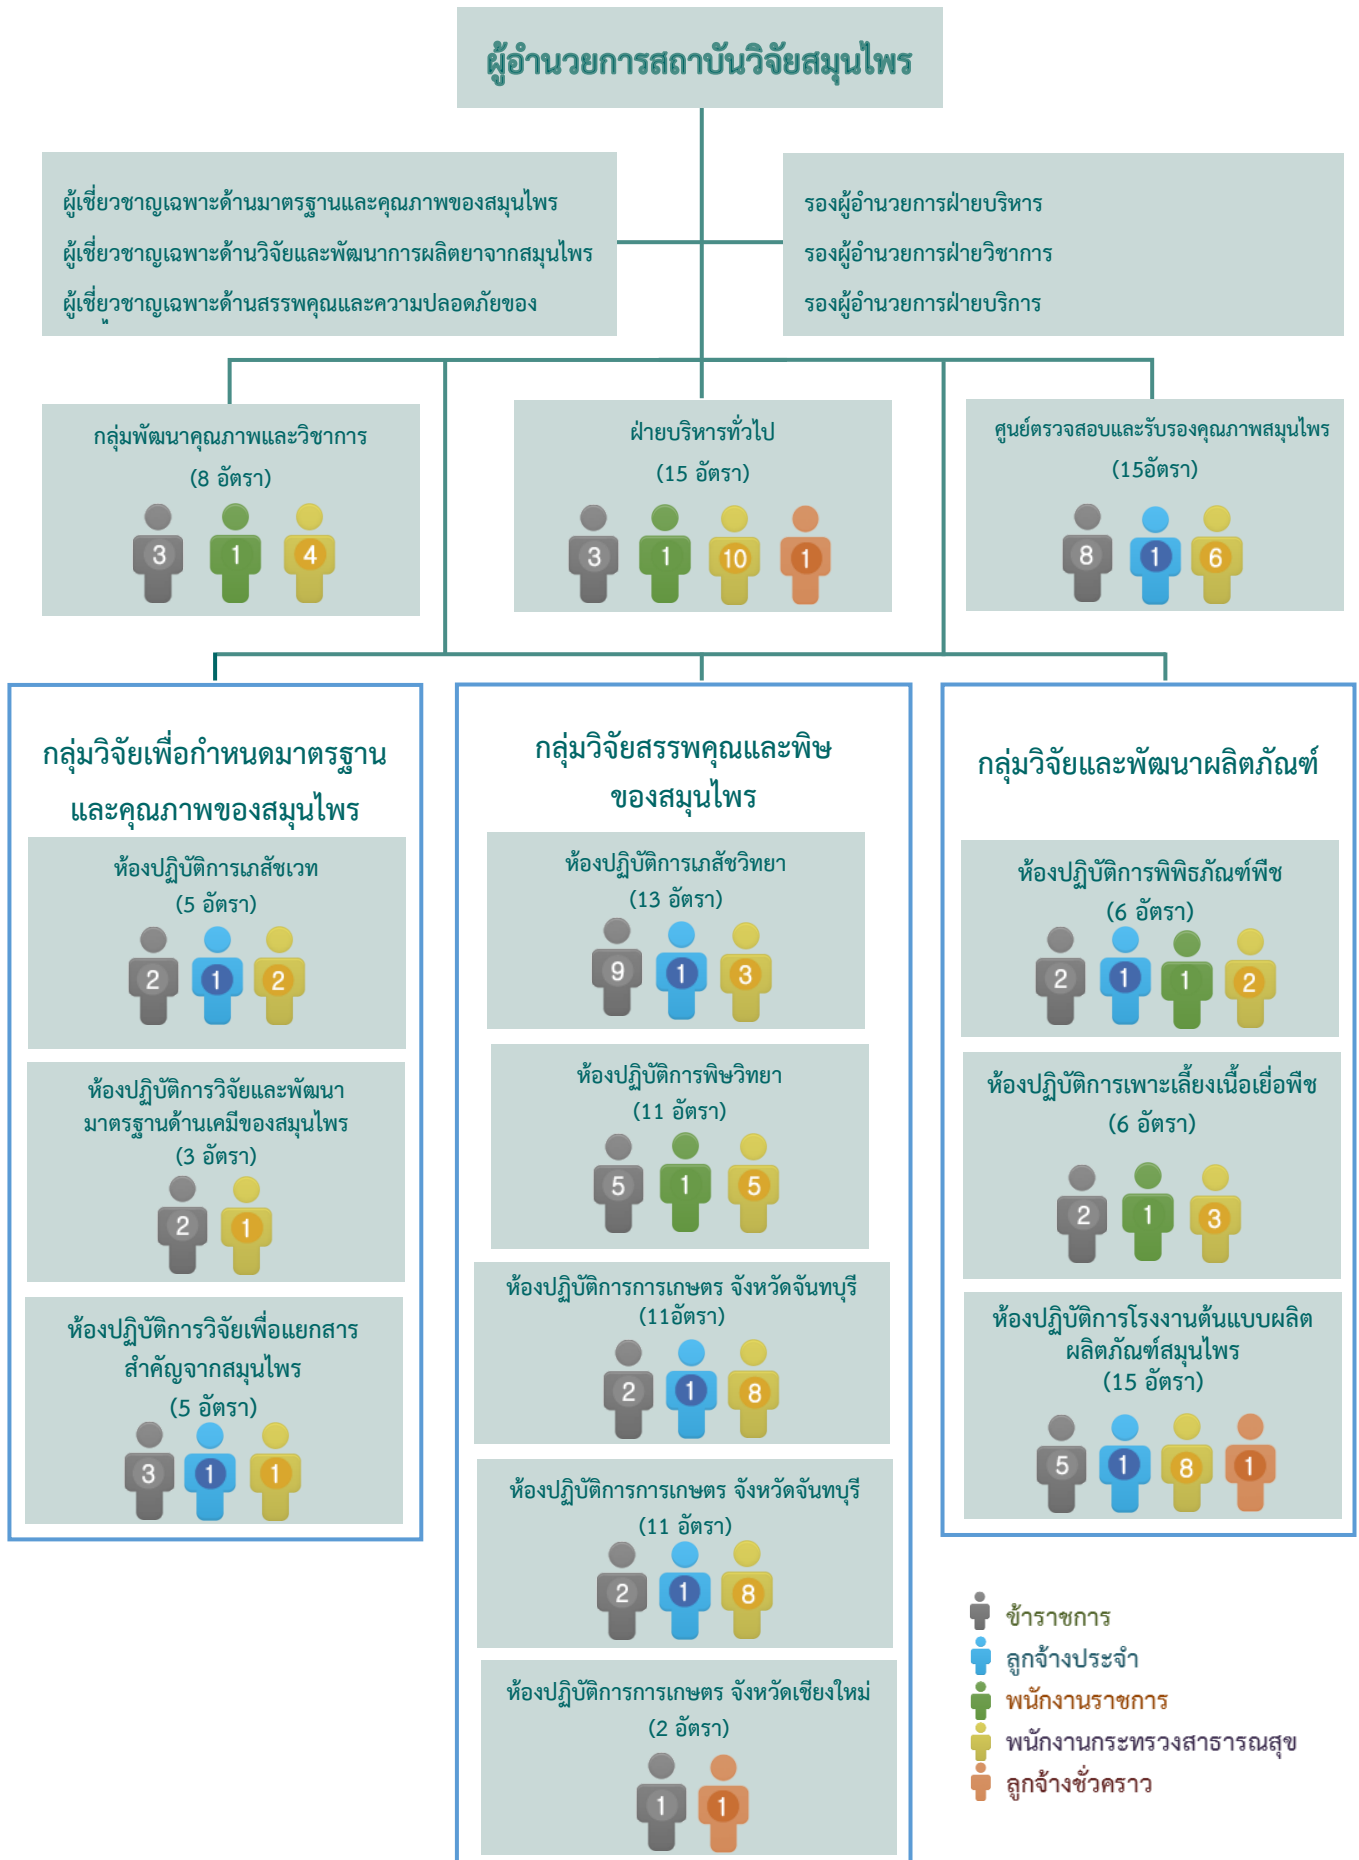 ผู้อำนวยการสถาบันวิจัยสมุนไพร
ผู้เชี่ยวชาญเฉพาะด้านมาตรฐานและคุณภาพของสมุนไพร
ผู้เชี่ยวชาญเฉพาะด้านวิจัยและพัฒนาการผลิตยาจากสมุนไพร
ผู้เชี่ยวชาญเฉพาะด้านสรรพคุณและความปลอดภัยของ
รองผู้อำนวยการฝ่ายบริหาร
รองผู้อำนวยการฝ่ายวิชาการ
รองผู้อำนวยการฝ่ายบริการ
กลุ่มพัฒนาคุณภาพและวิชาการ
(8 อัตรา)
3 1 4
ฝ่ายบริหารทั่วไป
(15 อัตรา)
3 1 10 1
ศูนย์ตรวจสอบและรับรองคุณภาพสมุนไพร
(15อัตรา)
8 1 6
กลุ่มวิจัยเพื่อกำหนดมาตรฐาน
และคุณภาพของสมุนไพร
ห้องปฏิบัติการเภสัชเวท
(5 อัตรา)
2 1 2
ห้องปฏิบัติการวิจัยและพัฒนา
มาตรฐานด้านเคมีของสมุนไพร
(3 อัตรา)
2 1
ห้องปฏิบัติการวิจัยเพื่อแยกสาร
สำคัญจากสมุนไพร
(5 อัตรา)
3 1 1
กลุ่มวิจัยสรรพคุณและพิษ
ของสมุนไพร
ห้องปฏิบัติการเภสัชวิทยา
(13 อัตรา)
9 1 3
ห้องปฏิบัติการพิษวิทยา
(11 อัตรา)
5 1 5
ห้องปฏิบัติการการเกษตร จังหวัดจันทบุรี
(11อัตรา)
2 1 8
ห้องปฏิบัติการการเกษตร จังหวัดจันทบุรี
(11 อัตรา)
2 1 8
ห้องปฏิบัติการการเกษตร จังหวัดเชียงใหม่
(2 อัตรา)
1 1
กลุ่มวิจัยและพัฒนาผลิตภัณฑ์
ห้องปฏิบัติการพิพิธภัณฑ์พืช
(6 อัตรา)
2 1 1 2
ห้องปฏิบัติการเพาะเลี้ยงเนื้อเยื่อพืช
(6 อัตรา)
2 1 3
ห้องปฏิบัติการโรงงานต้นแบบผลิต
ผลิตภัณฑ์สมุนไพร
(15 อัตรา)
5 1 8 1
ข้าราชการ
ลูกจ้างประจำ
พนักงานราชการ
พนักงานกระทรวงสาธารณสุข
ลูกจ้างชั่วคราว